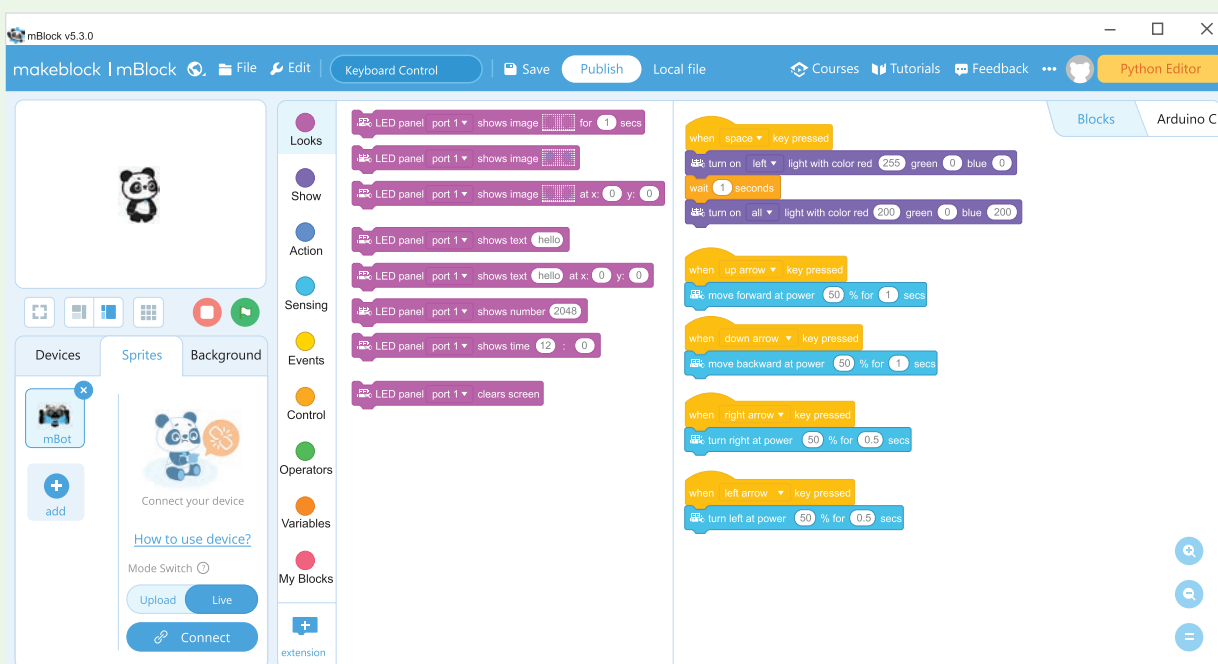 mBlock v5.3.0
makeblock | mBlock File Edit Keyboard Control Save Publish Local file Courses Tutorials Feedback ••• Python Editor
Blocks
Arduino C
Looks
Show
Action
Sensing
Events
Control
Operators
Variables
My Blocks
extension
LED panel port 1 shows image for 1 secs
LED panel port 1 shows image
LED panel port 1 shows image at x: 0 y: 0
LED panel port 1 shows text hello
LED panel port 1 shows text hello at x: 0 y: 0
LED panel port 1 shows number 2048
LED panel port 1 shows time 12 : 0
LED panel port 1 clears screen
when space key pressed
turn on left light with color red 255 green 0 blue 0
wait 1 seconds
turn on all light with color red 200 green 0 blue 200
when up arrow key pressed
move forward at power 50 % for 1 secs
when down arrow key pressed
move backward at power 50 % for 1 secs
when right arrow key pressed
turn right at power 50 % for 0.5 secs
when left arrow key pressed
turn left at power 50 % for 0.5 secs
Devices Sprites Background
mBot
add
Connect your device
How to use device?
Mode Switch ?
Upload Live
Connect